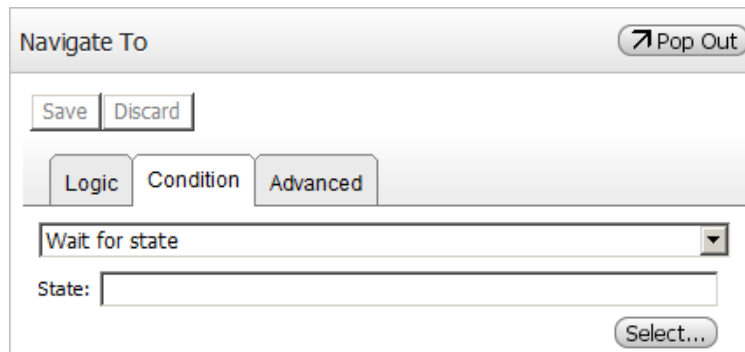 Navigate To
Pop Out
Save Discard
Logic Condition Advanced
Wait for state
State:
Select...